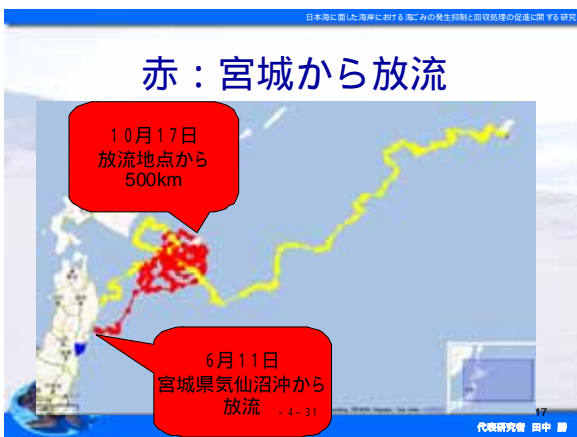 日本海に面した海岸における海ごみの発生抑制と回収処理の促進に関する研究
赤：宮城から放流
10月17日
放流地点から
500km
6月11日
宮城県気仙沼沖から
放流
- 4 - 31
17
代表研究者 田中 勝